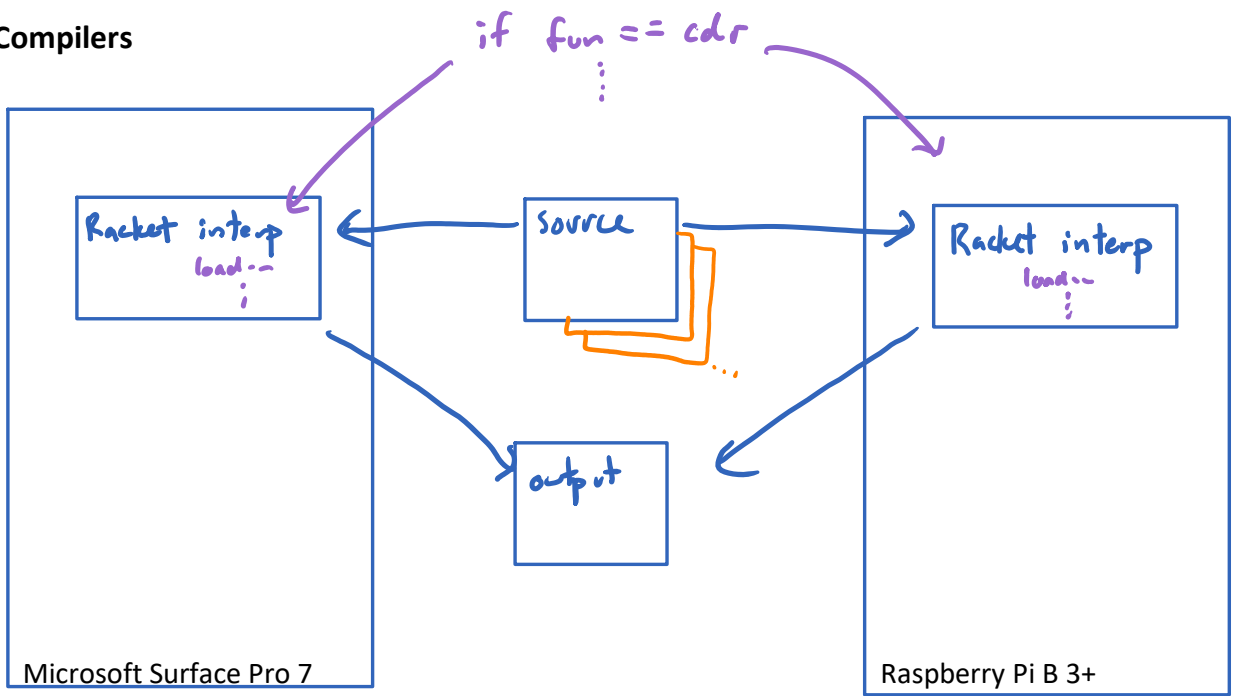 Compilers
if fun == cdr
Racket interp
load --
source
Racket interp
load --
output
Microsoft Surface Pro 7
Raspberry Pi B 3+